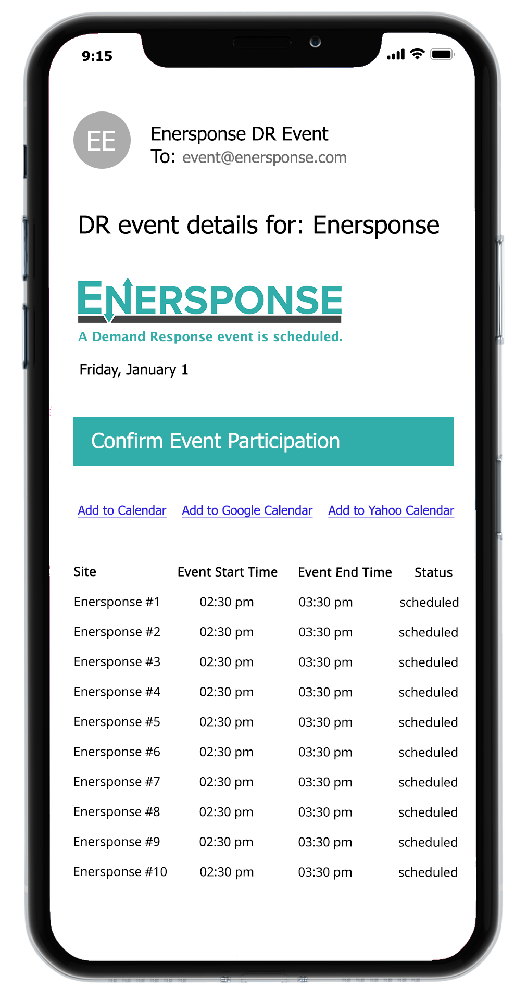 9:15
EE
Enersponse DR Event
To: event@enersponse.com
DR event details for: Enersponse
ENERSPONSE
A Demand Response event is scheduled.
Friday, January 1
Confirm Event Participation
Add to Calendar Add to Google Calendar Add to Yahoo Calendar
Site Event Start Time Event End Time Status
Enersponse #1 02:30 pm 03:30 pm scheduled
Enersponse #2 02:30 pm 03:30 pm scheduled
Enersponse #3 02:30 pm 03:30 pm scheduled
Enersponse #4 02:30 pm 03:30 pm scheduled
Enersponse #5 02:30 pm 03:30 pm scheduled
Enersponse #6 02:30 pm 03:30 pm scheduled
Enersponse #7 02:30 pm 03:30 pm scheduled
Enersponse #8 02:30 pm 03:30 pm scheduled
Enersponse #9 02:30 pm 03:30 pm scheduled
Enersponse #10 02:30 pm 03:30 pm scheduled